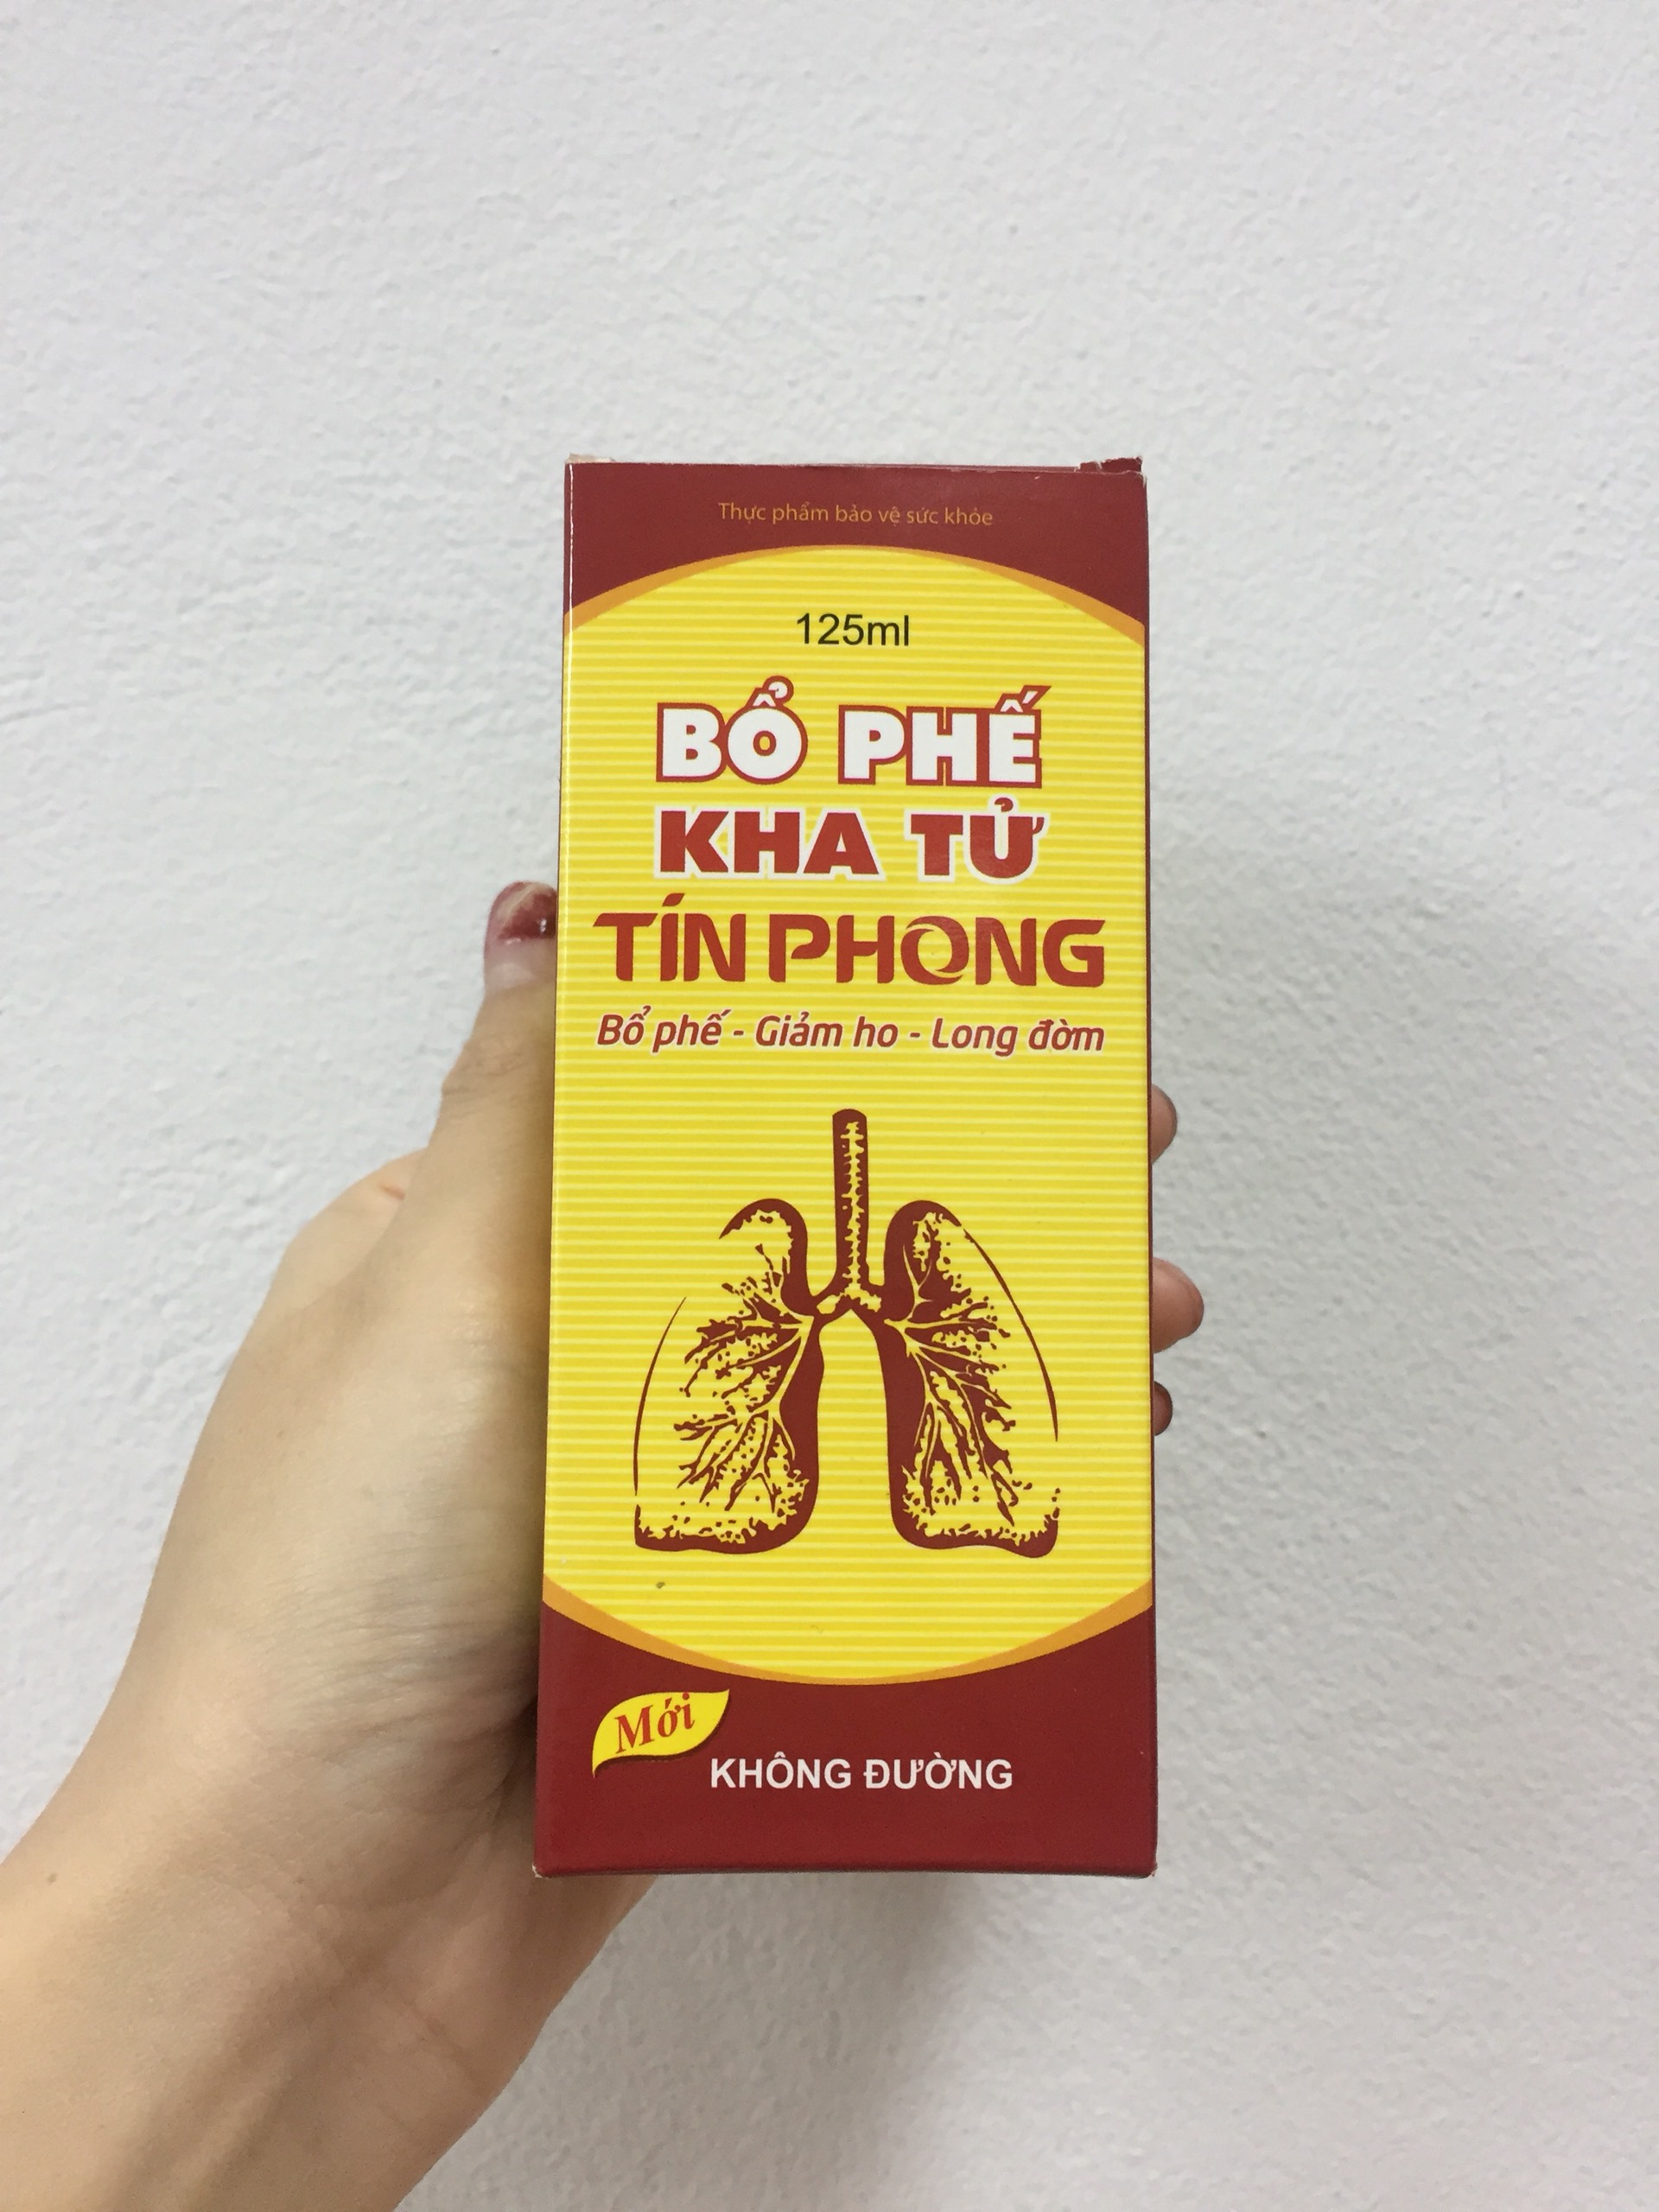 Thực phẩm bảo vệ sức khỏe
125ml
BỔ PHẾ
KHA TỬ
TÍN PHONG
Bổ phế - Giảm ho - Long đờm
Mới
KHÔNG ĐƯỜNG